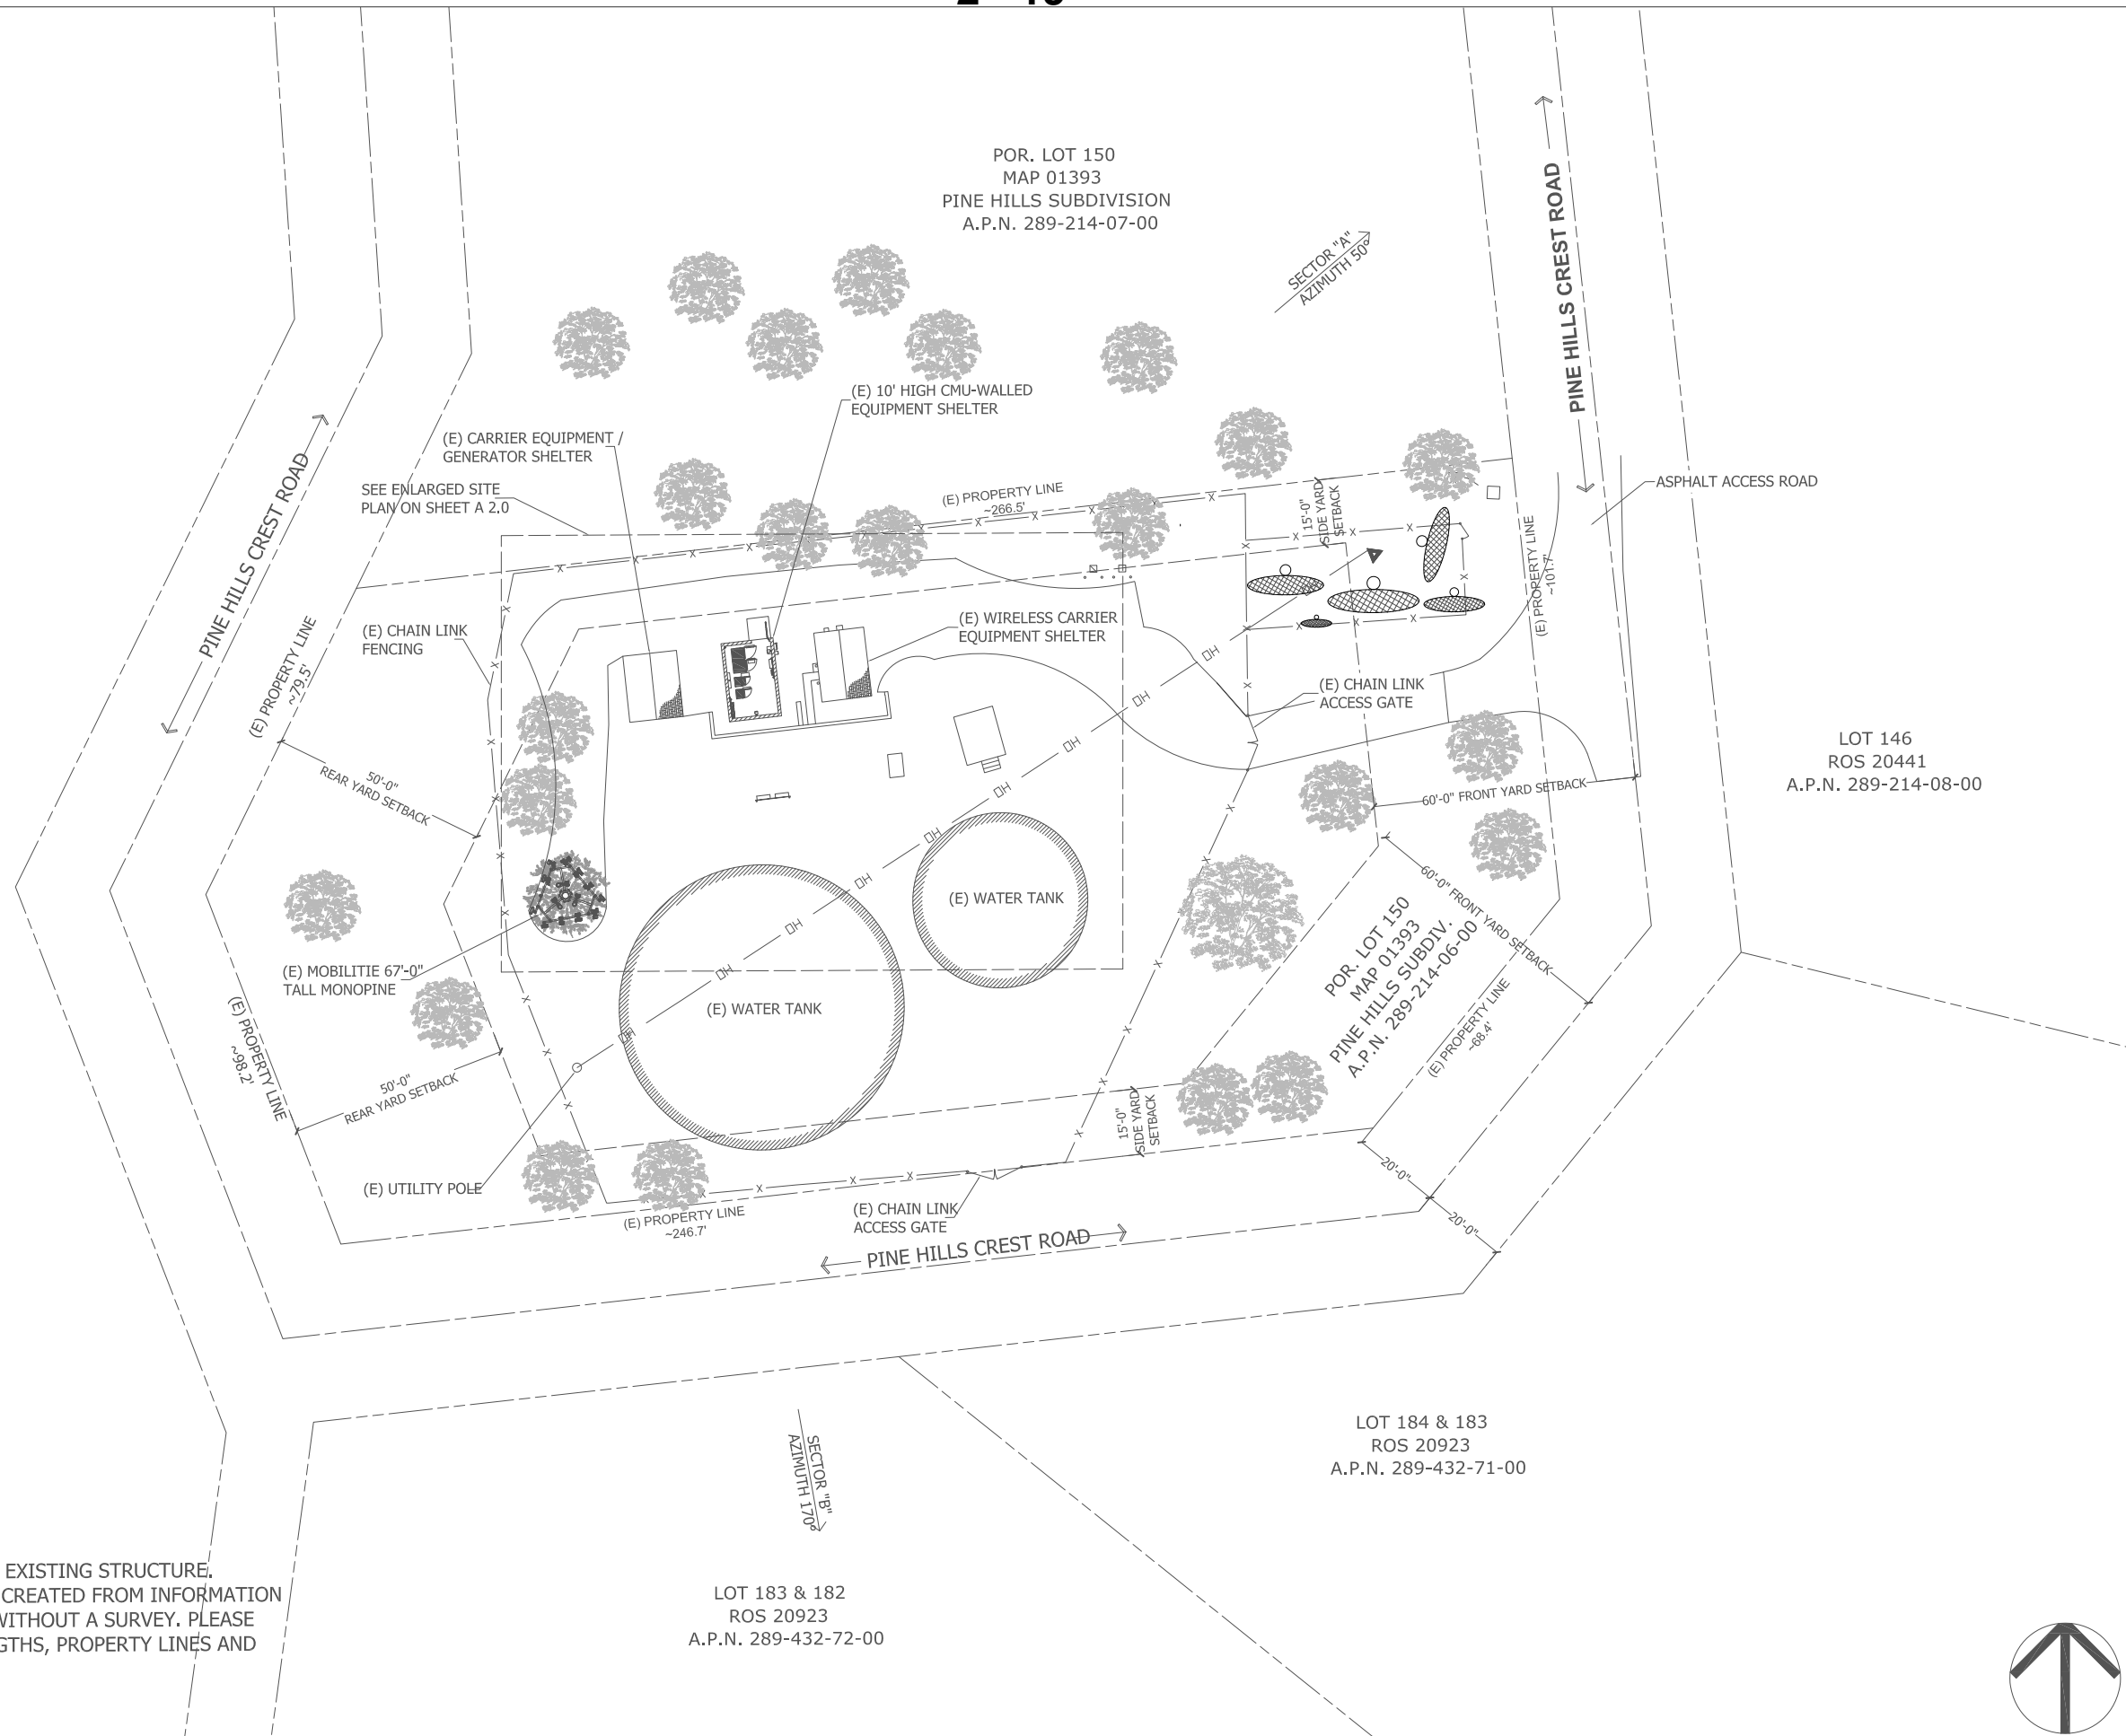 POR. LOT 150
MAP 01393
PINE HILLS SUBDIVISION
A.P.N. 289-214-07-00
SECTOR "A"
AZIMUTH 50°
PINE HILLS CREST ROAD
(E) 10' HIGH CMU-WALLED
EQUIPMENT SHELTER
(E) CARRIER EQUIPMENT /
GENERATOR SHELTER
SEE ENLARGED SITE
PLAN ON SHEET A 2.0
PINE HILLS CREST ROAD
(E) PROPERTY LINE
~266.5'
15'-0"
SIDE YARD
SETBACK
ASPHALT ACCESS ROAD
(E) PROPERTY LINE
~101.7'
(E) CHAIN LINK
FENCING
(E) PROPERTY LINE
~79.5'
(E) WIRELESS CARRIER
EQUIPMENT SHELTER
(E) CHAIN LINK
ACCESS GATE
OH
OH
OH
OH
OH
OH
OH
OH
OH
LOT 146
ROS 20441
A.P.N. 289-214-08-00
50'-0"
REAR YARD SETBACK
60'-0" FRONT YARD SETBACK
60'-0" FRONT YARD SETBACK
(E) WATER TANK
(E) WATER TANK
POR. LOT 150
MAP 01393
PINE HILLS SUBDIV.
A.P.N. 289-214-06-00
(E) MOBILITIE 67'-0"
TALL MONOPINE
(E) PROPERTY LINE
~98.2'
(E) PROPERTY LINE
~68.4'
50'-0"
REAR YARD SETBACK
15'-0"
SIDE YARD
SETBACK
(E) UTILITY POLE
20'-0"
20'-0"
(E) PROPERTY LINE
~246.7'
(E) CHAIN LINK
ACCESS GATE
PINE HILLS CREST ROAD
SECTOR "B"
AZIMUTH 170°
LOT 184 & 183
ROS 20923
A.P.N. 289-432-71-00
LOT 183 & 182
ROS 20923
A.P.N. 289-432-72-00
EXISTING STRUCTURE.
CREATED FROM INFORMATION
WITHOUT A SURVEY. PLEASE
GTHS, PROPERTY LINES AND